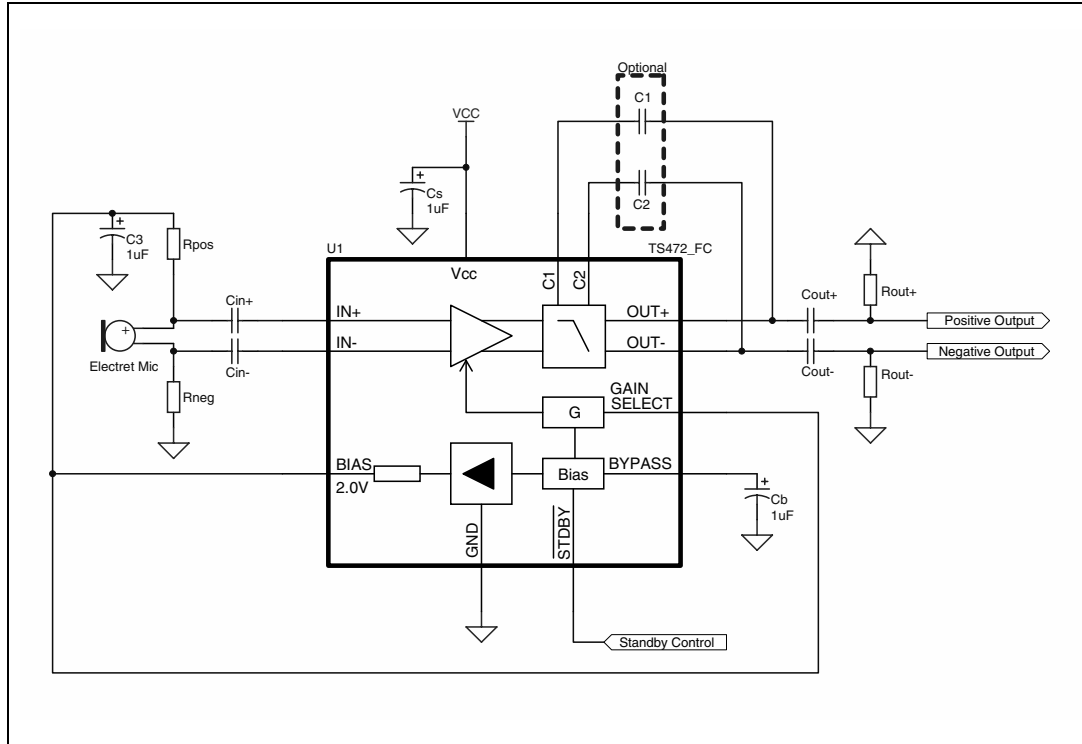 Optional
C1
VCC
+
Cs
1uF
C2
+
C3
1uF
Rpos
U1
TS472_FC
Vcc
C1
C2
Cin+
IN+
OUT+
Cout+
Rout+
Positive Output
+
Electret Mic
IN-
OUT-
Negative Output
Cin-
Cout-
Rout-
Rneg
GAIN
SELECT
G
BIAS
2.0V
Bias
BYPASS
+
Cb
1uF
GND
STDBY
Standby Control